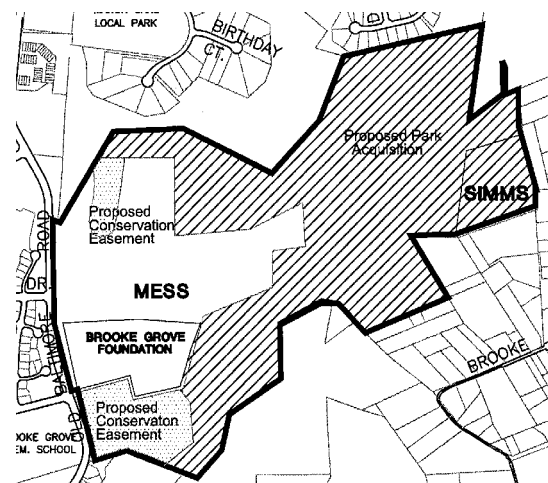 LOCAL PARK
BIRTHDAY
CT.
Proposed Park
Acquisition
SIMMS
Proposed
Conservation
Easement
ROAD
DR.
MESS
BROOKE GROVE
FOUNDATION
BALTIMORE
BROOKE
Proposed
Conservaton
Easement
OLD
OOKE GROVE
EM. SCHOOL